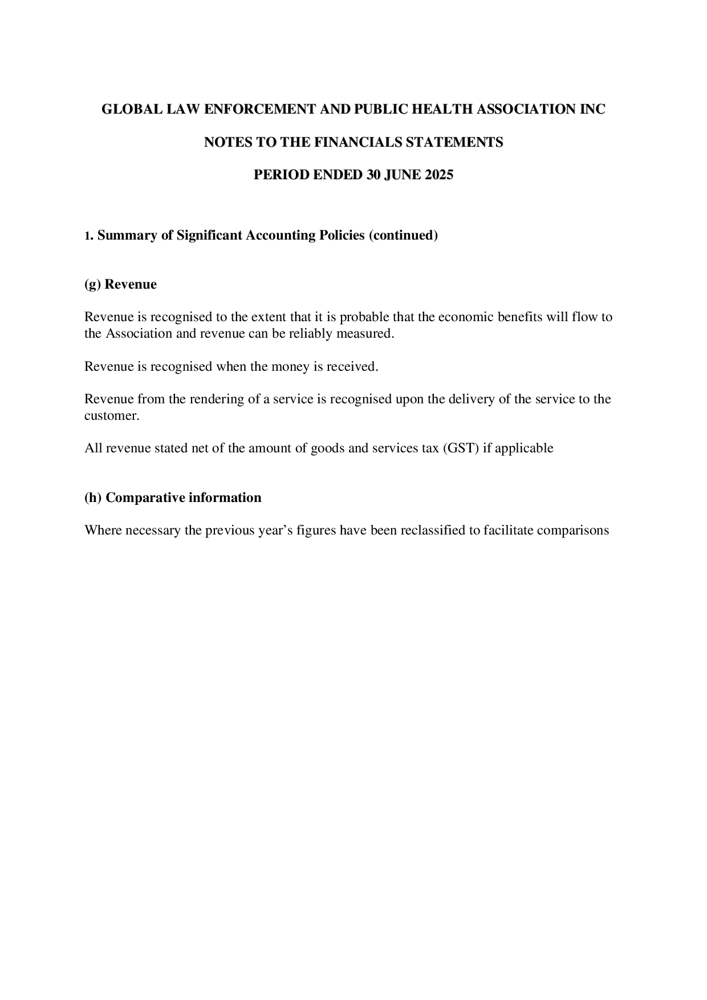 GLOBAL LAW ENFORCEMENT AND PUBLIC HEALTH ASSOCIATION INC
NOTES TO THE FINANCIALS STATEMENTS
PERIOD ENDED 30 JUNE 2025
1. Summary of Significant Accounting Policies (continued)
(g) Revenue
Revenue is recognised to the extent that it is probable that the economic benefits will flow to
the Association and revenue can be reliably measured.
Revenue is recognised when the money is received.
Revenue from the rendering of a service is recognised upon the delivery of the service to the
customer.
All revenue stated net of the amount of goods and services tax (GST) if applicable
(h) Comparative information
Where necessary the previous year’s figures have been reclassified to facilitate comparisons